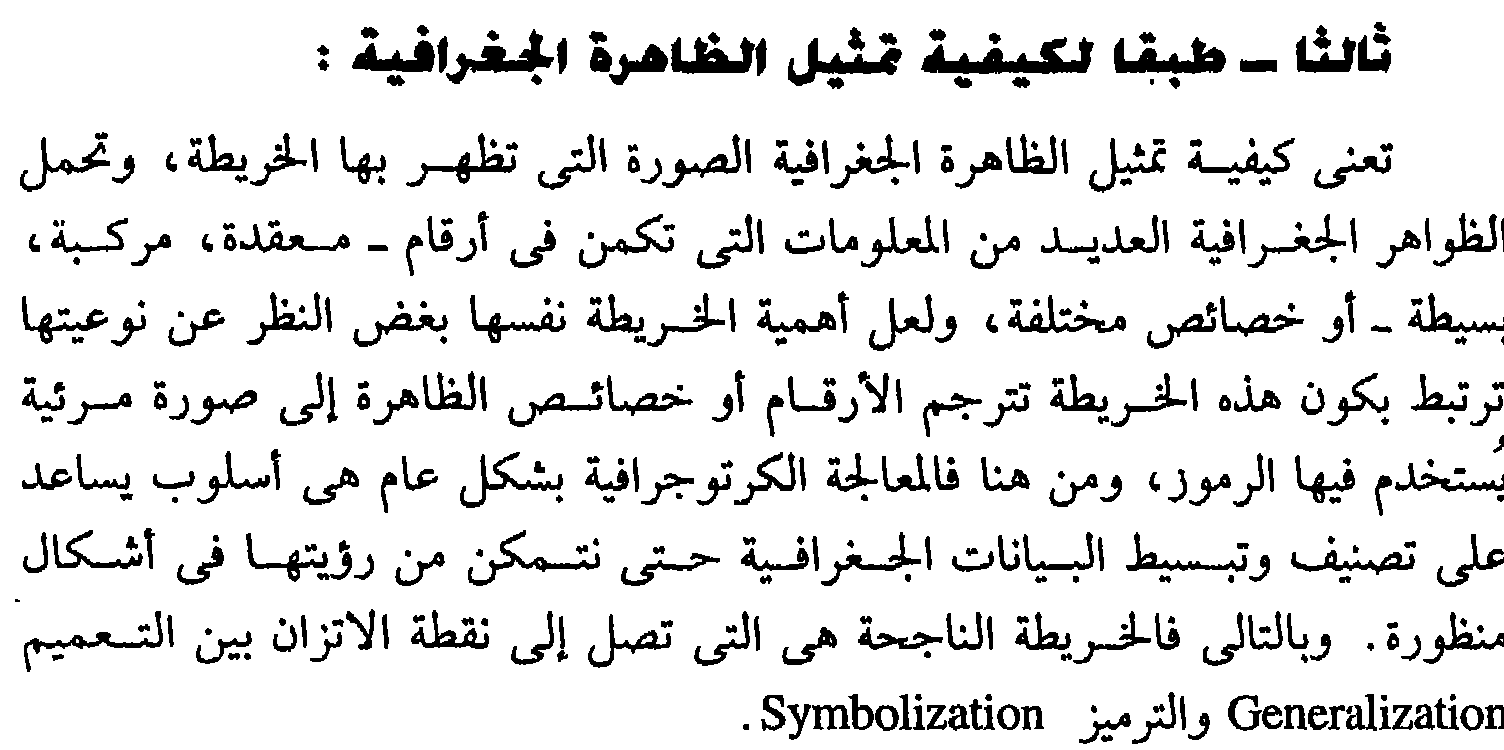 ثالثا ــ طبقا لكيفية تمثيل الظاهرة الجغرافية :
تعنى كيفية تمثيل الظاهرة الجغرافية الصورة التى تظهر بها الخريطة، وتحمل
الظواهر الجغرافية العديد من المعلومات التى تكمن فى أرقام ــ معقدة، مركبة،
بسيطة ــ أو خصائص مختلفة، ولعل أهمية الخريطة نفسها بغض النظر عن نوعيتها
ترتبط بكون هذه الخريطة تترجم الأرقام أو خصائص الظاهرة إلى صورة مرئية
يُستخدم فيها الرموز، ومن هنا فالمعالجة الكرتوجرافية بشكل عام هى أسلوب يساعد
على تصنيف وتبسيط البيانات الجغرافية حتى نتمكن من رؤيتها فى أشكال
منظورة. وبالتالى فالخريطة الناجحة هى التى تصل إلى نقطة الاتزان بين التعميم
Generalization والترميز Symbolization .